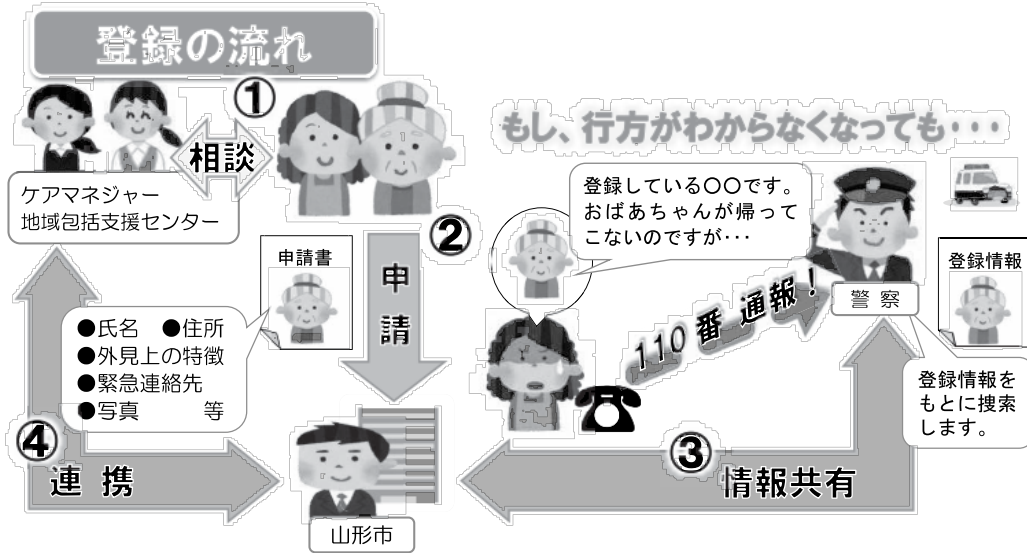 登録の流れ
①
相談
ケアマネジャー
地域包括支援センター
②
申請
申請書
●氏名　●住所
●外見上の特徴
●緊急連絡先
●写真　　等
④
連携
山形市
③
情報共有
もし、行方がわからなくなっても・・・
登録している〇〇です。
おばあちゃんが帰って
こないのですが・・・
110番 通報！
警察
登録情報
登録情報を
もとに捜索
します。